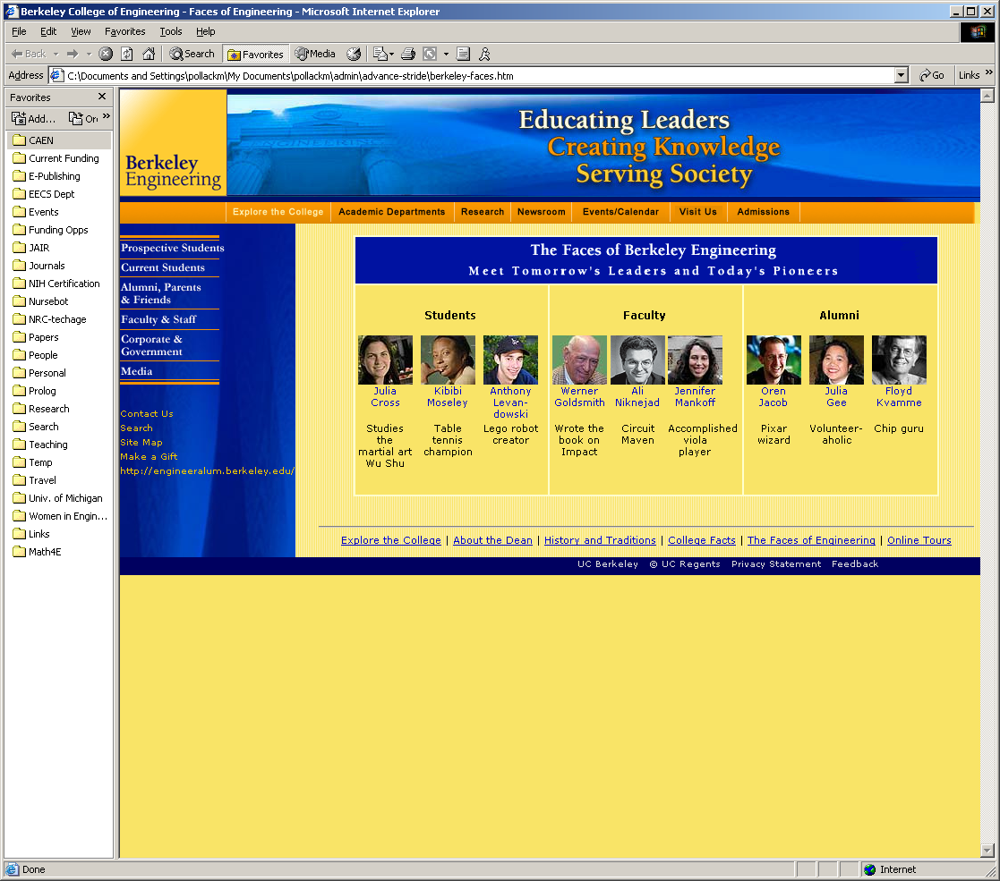 Berkeley College of Engineering - Faces of Engineering - Microsoft Internet Explorer
File Edit View Favorites Tools Help
Back Search Favorites Media
Address C:\Documents and Settings\pollackm\My Documents\pollackm\admin\advance-stride\berkeley-faces.htm Go Links »
Favorites
Add... Or »
CAEN
Current Funding
E-Publishing
EECS Dept
Events
Funding Opps
JAIR
Journals
NIH Certification
Nursebot
NRC-techage
Papers
People
Personal
Prolog
Research
Search
Teaching
Temp
Travel
Univ. of Michigan
Women in Engin...
Links
Math4E
Berkeley
Engineering
ENGINEERING
Educating Leaders
Creating Knowledge
Serving Society
Explore the College Academic Departments Research Newsroom Events/Calendar Visit Us Admissions
Prospective Students
Current Students
Alumni, Parents
& Friends
Faculty & Staff
Corporate &
Government
Media
Contact Us
Search
Site Map
Make a Gift
http://engineeralum.berkeley.edu/
The Faces of Berkeley Engineering
Meet Tomorrow's Leaders and Today's Pioneers
Students
Julia
Cross
Studies
the
martial art
Wu Shu
Kibibi
Moseley
Table
tennis
champion
Anthony
Levan-
dowski
Lego robot
creator
Faculty
Werner
Goldsmith
Wrote the
book on
Impact
Ali
Niknejad
Circuit
Maven
Jennifer
Mankoff
Accomplished
viola
player
Alumni
Oren
Jacob
Pixar
wizard
Julia
Gee
Volunteer-
aholic
Floyd
Kvamme
Chip guru
Explore the College | About the Dean | History and Traditions | College Facts | The Faces of Engineering | Online Tours
UC Berkeley © UC Regents Privacy Statement Feedback
Done Internet